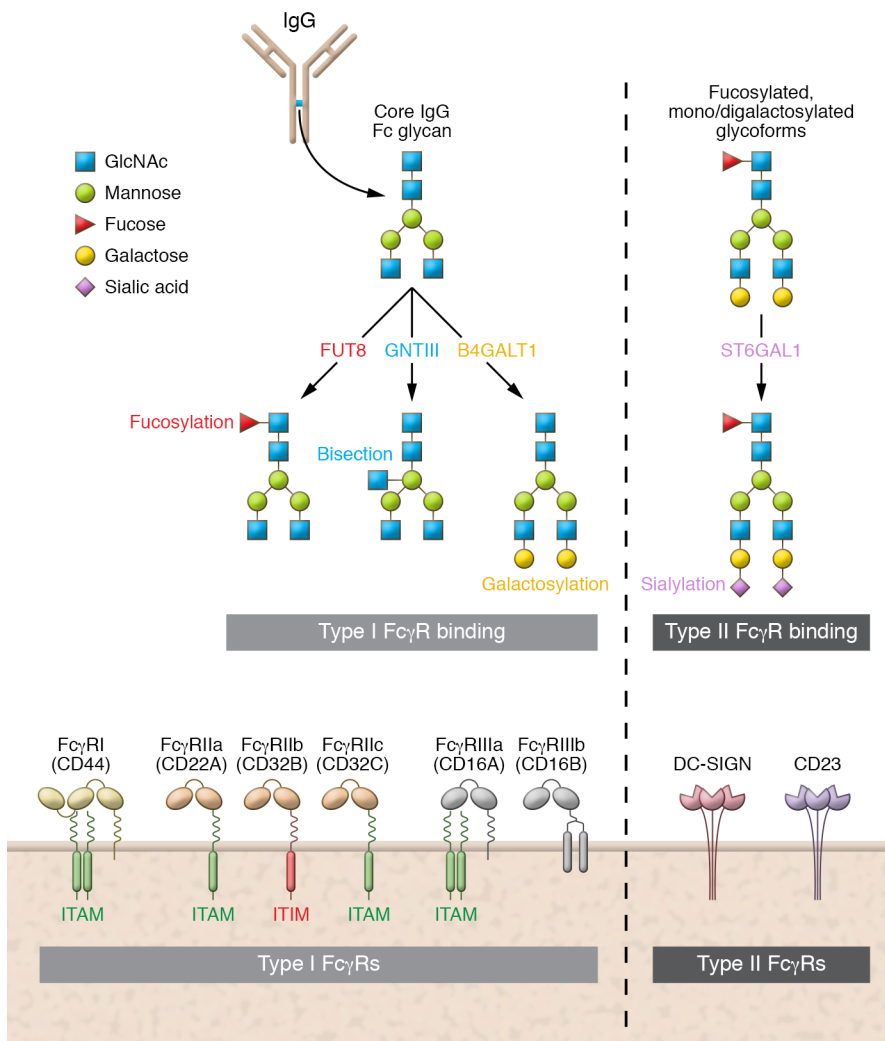 IgG
Core IgG
Fc glycan
Fucosylated,
mono/digalactosylated
glycoforms
GlcNAc
Mannose
Fucose
Galactose
Sialic acid
FUT8
GNTIII
B4GALT1
ST6GAL1
Fucosylation
Bisection
Galactosylation
Sialylation
Type I FcγR binding
Type II FcγR binding
FcγRI
(CD44)
FcγRIIa
(CD22A)
FcγRIIb
(CD32B)
FcγRIIc
(CD32C)
FcγRIIIa
(CD16A)
FcγRIIIb
(CD16B)
DC-SIGN
CD23
ITAM
ITAM
ITIM
ITAM
ITAM
Type I FcγRs
Type II FcγRs